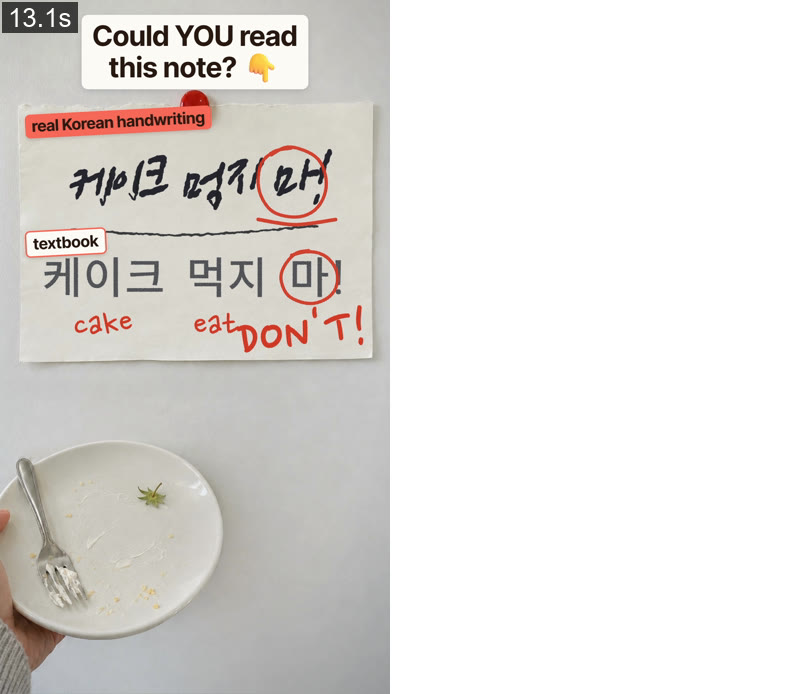 13.1s
Could YOU read
this note? 👇
real Korean handwriting
케이크 먹지 마!
textbook
케이크 먹지 마!
cake eat DON'T!